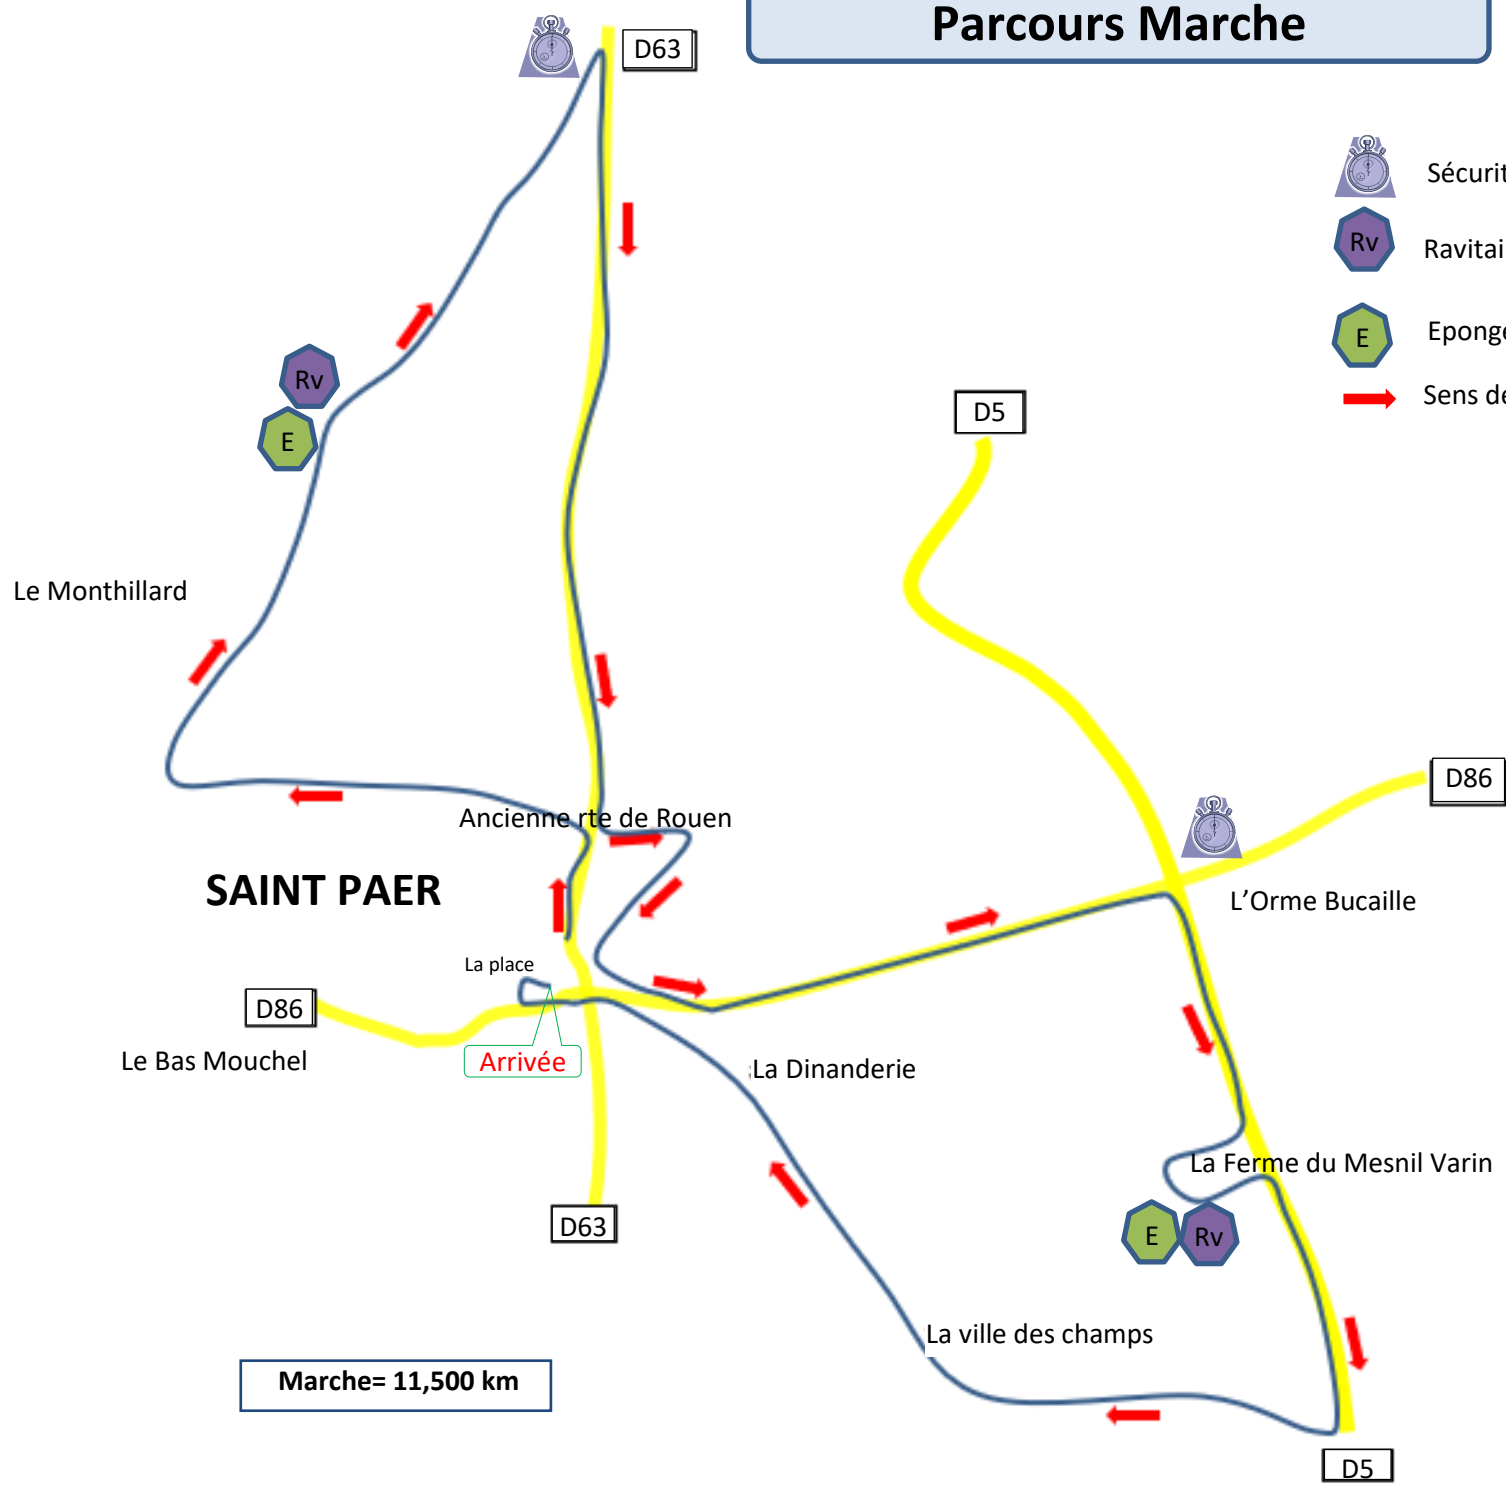 Parcours Marche
D63
Sécurit
Rv
Ravitai
E
Eponge
Sens de
Rv
E
D5
Le Monthillard
D86
Ancienne rte de Rouen
SAINT PAER
L’Orme Bucaille
La place
D86
Le Bas Mouchel
Arrivée
La Dinanderie
La Ferme du Mesnil Varin
D63
E
Rv
La ville des champs
Marche= 11,500 km
D5